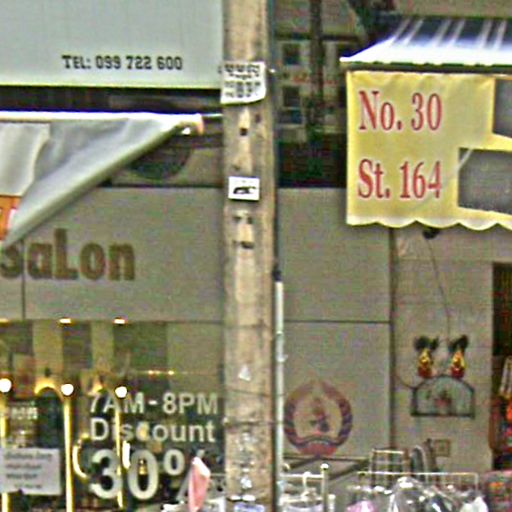 TEL: 099 722 600
No. 30
St. 164
SaLon
7AM-8PM
Discount
30%